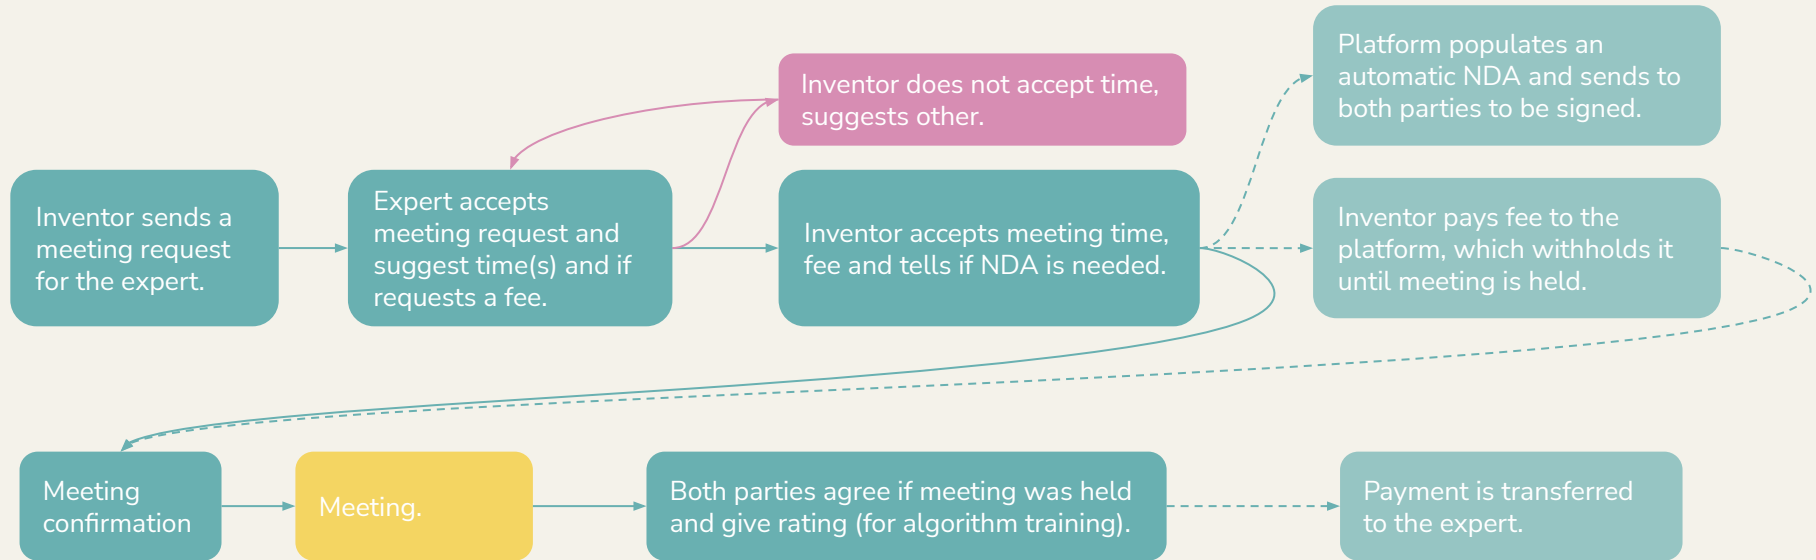 Inventor sends a
meeting request
for the expert.
Expert accepts
meeting request and
suggest time(s) and if
requests a fee.
Inventor does not accept time,
suggests other.
Inventor accepts meeting time,
fee and tells if NDA is needed.
Platform populates an
automatic NDA and sends to
both parties to be signed.
Inventor pays fee to the
platform, which withholds it
until meeting is held.
Meeting
confirmation
Meeting.
Both parties agree if meeting was held
and give rating (for algorithm training).
Payment is transferred
to the expert.